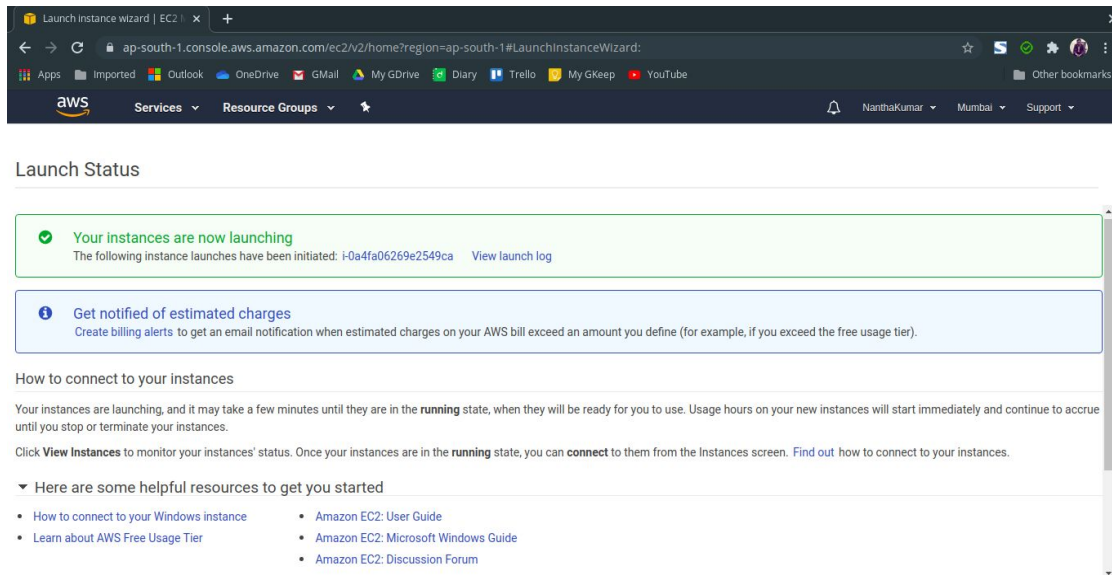 Launch instance wizard | EC2
ap-south-1.console.aws.amazon.com/ec2/v2/home?region=ap-south-1#LaunchInstanceWizard:
Apps Imported Outlook OneDrive GMail My GDrive Diary Trello My GKeep YouTube Other bookmarks
aws Services Resource Groups NanthaKumar Mumbai Support
Launch Status
Your instances are now launching
The following instance launches have been initiated: i-0a4fa06269e2549ca View launch log
Get notified of estimated charges
Create billing alerts to get an email notification when estimated charges on your AWS bill exceed an amount you define (for example, if you exceed the free usage tier).
How to connect to your instances
Your instances are launching, and it may take a few minutes until they are in the running state, when they will be ready for you to use. Usage hours on your new instances will start immediately and continue to accrue
until you stop or terminate your instances.
Click View Instances to monitor your instances' status. Once your instances are in the running state, you can connect to them from the Instances screen. Find out how to connect to your instances.
Here are some helpful resources to get you started
• How to connect to your Windows instance • Amazon EC2: User Guide
• Learn about AWS Free Usage Tier • Amazon EC2: Microsoft Windows Guide
• Amazon EC2: Discussion Forum